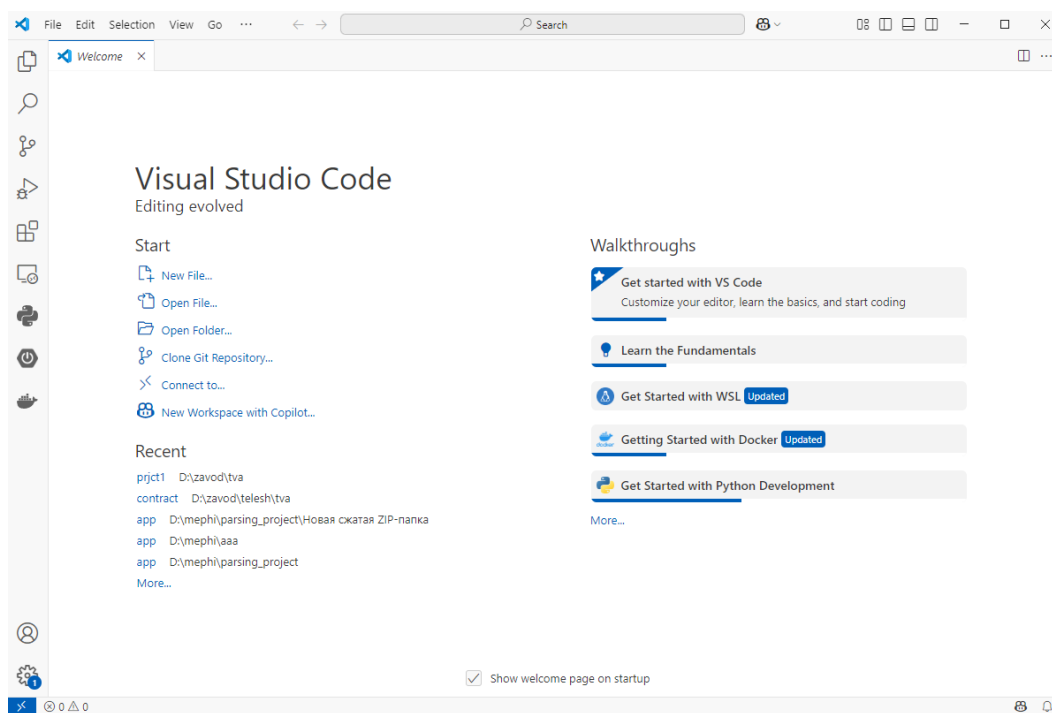 File Edit Selection View Go ...
Search
Welcome
Visual Studio Code
Editing evolved
Start
New File...
Open File...
Open Folder...
Clone Git Repository...
Connect to...
New Workspace with Copilot...
Recent
prjct1 D:\zavod\tva
contract D:\zavod\telesh\tva
app D:\mephi\parsing_project\Новая сжатая ZIP-папка
app D:\mephi\aaa
app D:\mephi\parsing_project
More...
Walkthroughs
Get started with VS Code
Customize your editor, learn the basics, and start coding
Learn the Fundamentals
Get Started with WSL Updated
Getting Started with Docker Updated
Get Started with Python Development
More...
1
Show welcome page on startup
0 0